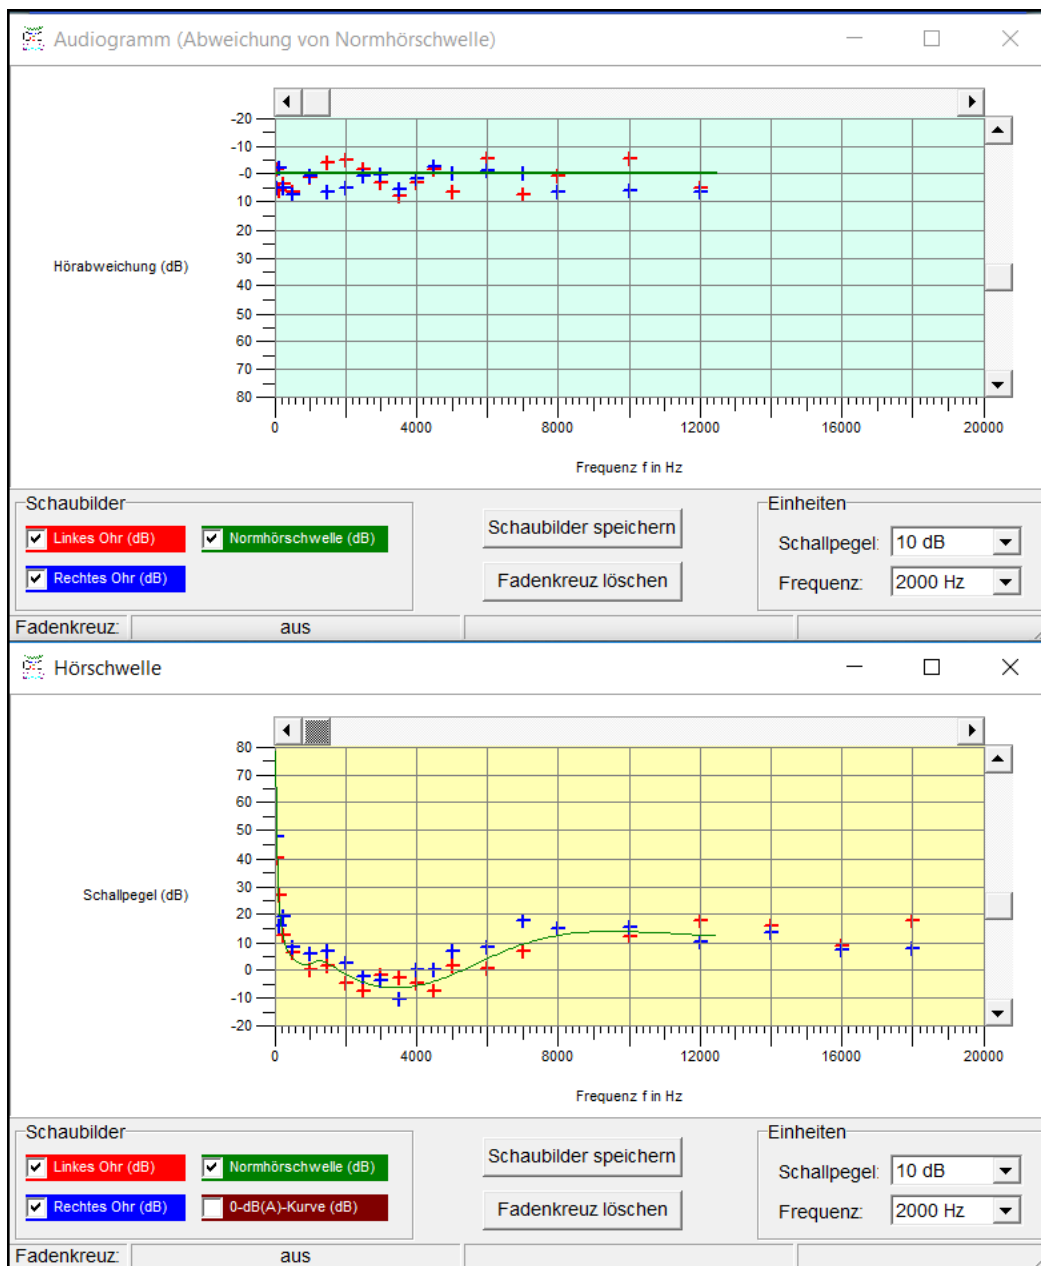 Audiogramm (Abweichung von Normhörschwelle)
-20
-10
-0
10
20
30
40
50
60
70
80
Hörabweichung (dB)
0 4000 8000 12000 16000 20000
Frequenz f in Hz
Schaubilder
Linkes Ohr (dB) Normhörschwelle (dB)
Rechtes Ohr (dB)
Schaubilder speichern
Fadenkreuz löschen
Einheiten
Schallpegel: 10 dB
Frequenz: 2000 Hz
Fadenkreuz: aus
Hörschwelle
80
70
60
50
40
30
20
10
0
-10
-20
Schallpegel (dB)
0 4000 8000 12000 16000 20000
Frequenz f in Hz
Schaubilder
Linkes Ohr (dB) Normhörschwelle (dB)
Rechtes Ohr (dB) 0-dB(A)-Kurve (dB)
Schaubilder speichern
Fadenkreuz löschen
Einheiten
Schallpegel: 10 dB
Frequenz: 2000 Hz
Fadenkreuz: aus